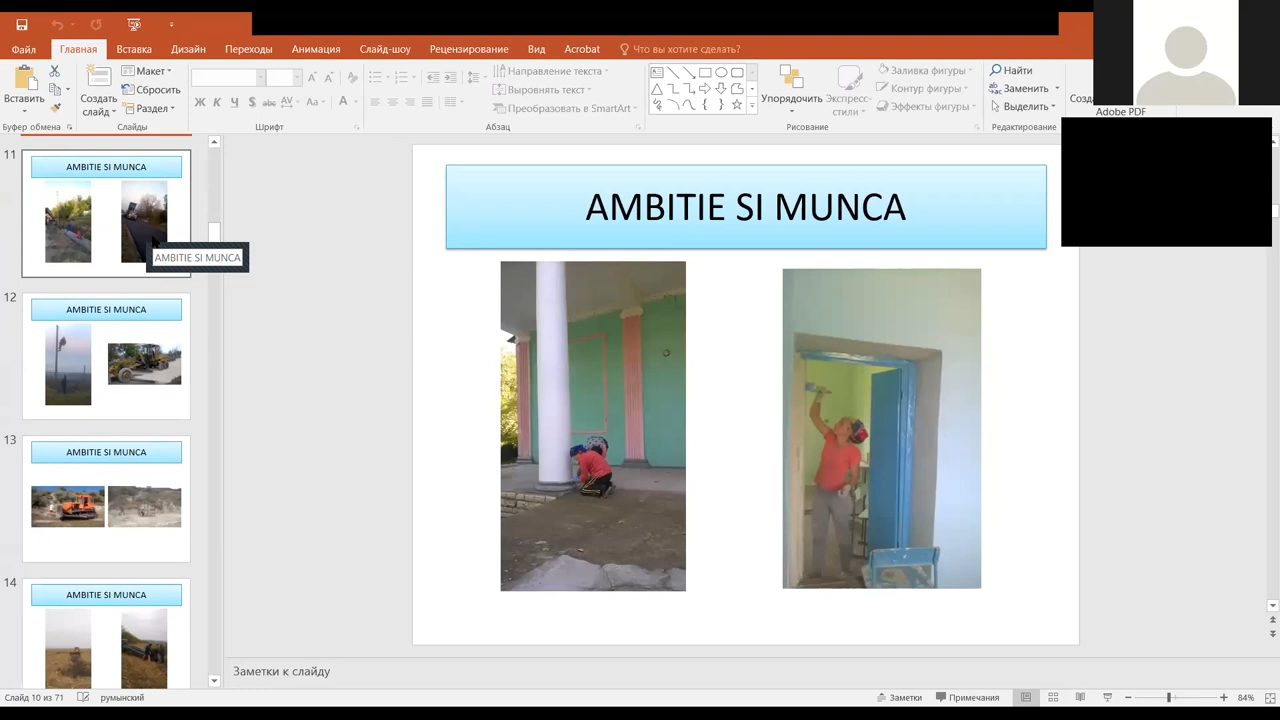 Файл
Главная
Вставка
Дизайн
Переходы
Анимация
Слайд-шоу
Рецензирование
Вид
Acrobat
Что вы хотите сделать?
Вставить
Буфер обмена
Создать
слайд
Макет
Сбросить
Раздел
Слайды
Ж К Ч S abc AV Aa A
Шрифт
Направление текста
Выровнять текст
Преобразовать в SmartArt
Абзац
Упорядочить
Экспресс-
стили
Заливка фигуры
Контур фигуры
Эффекты фигуры
Рисование
Найти
Заменить
Выделить
Редактирование
Adobe PDF
11
AMBITIE SI MUNCA
AMBITIE SI MUNCA
12
AMBITIE SI MUNCA
13
AMBITIE SI MUNCA
14
AMBITIE SI MUNCA
AMBITIE SI MUNCA
Заметки к слайду
Слайд 10 из 71
румынский
Заметки
Примечания
84%